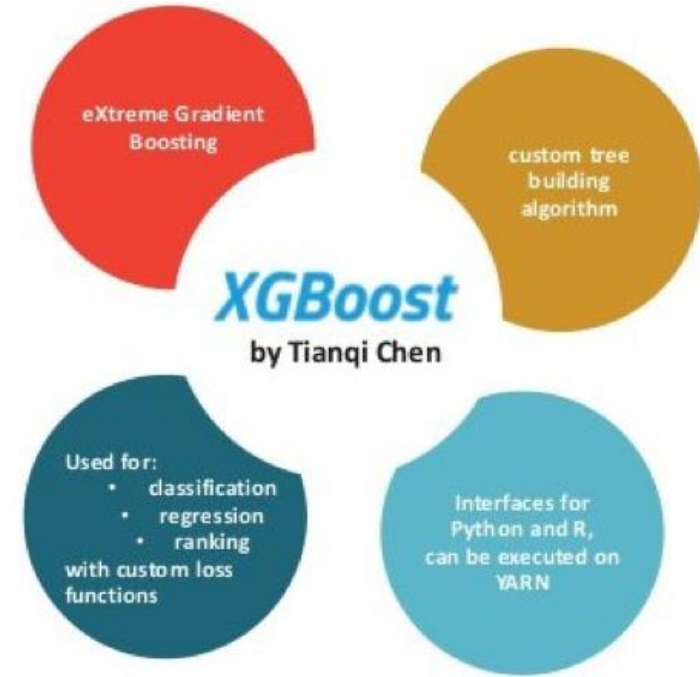 eXtreme Gradient
Boosting
custom tree
building
algorithm
XGBoost
by Tianqi Chen
Used for:
• classification
• regression
• ranking
with custom loss
functions
Interfaces for
Python and R,
can be executed on
YARN